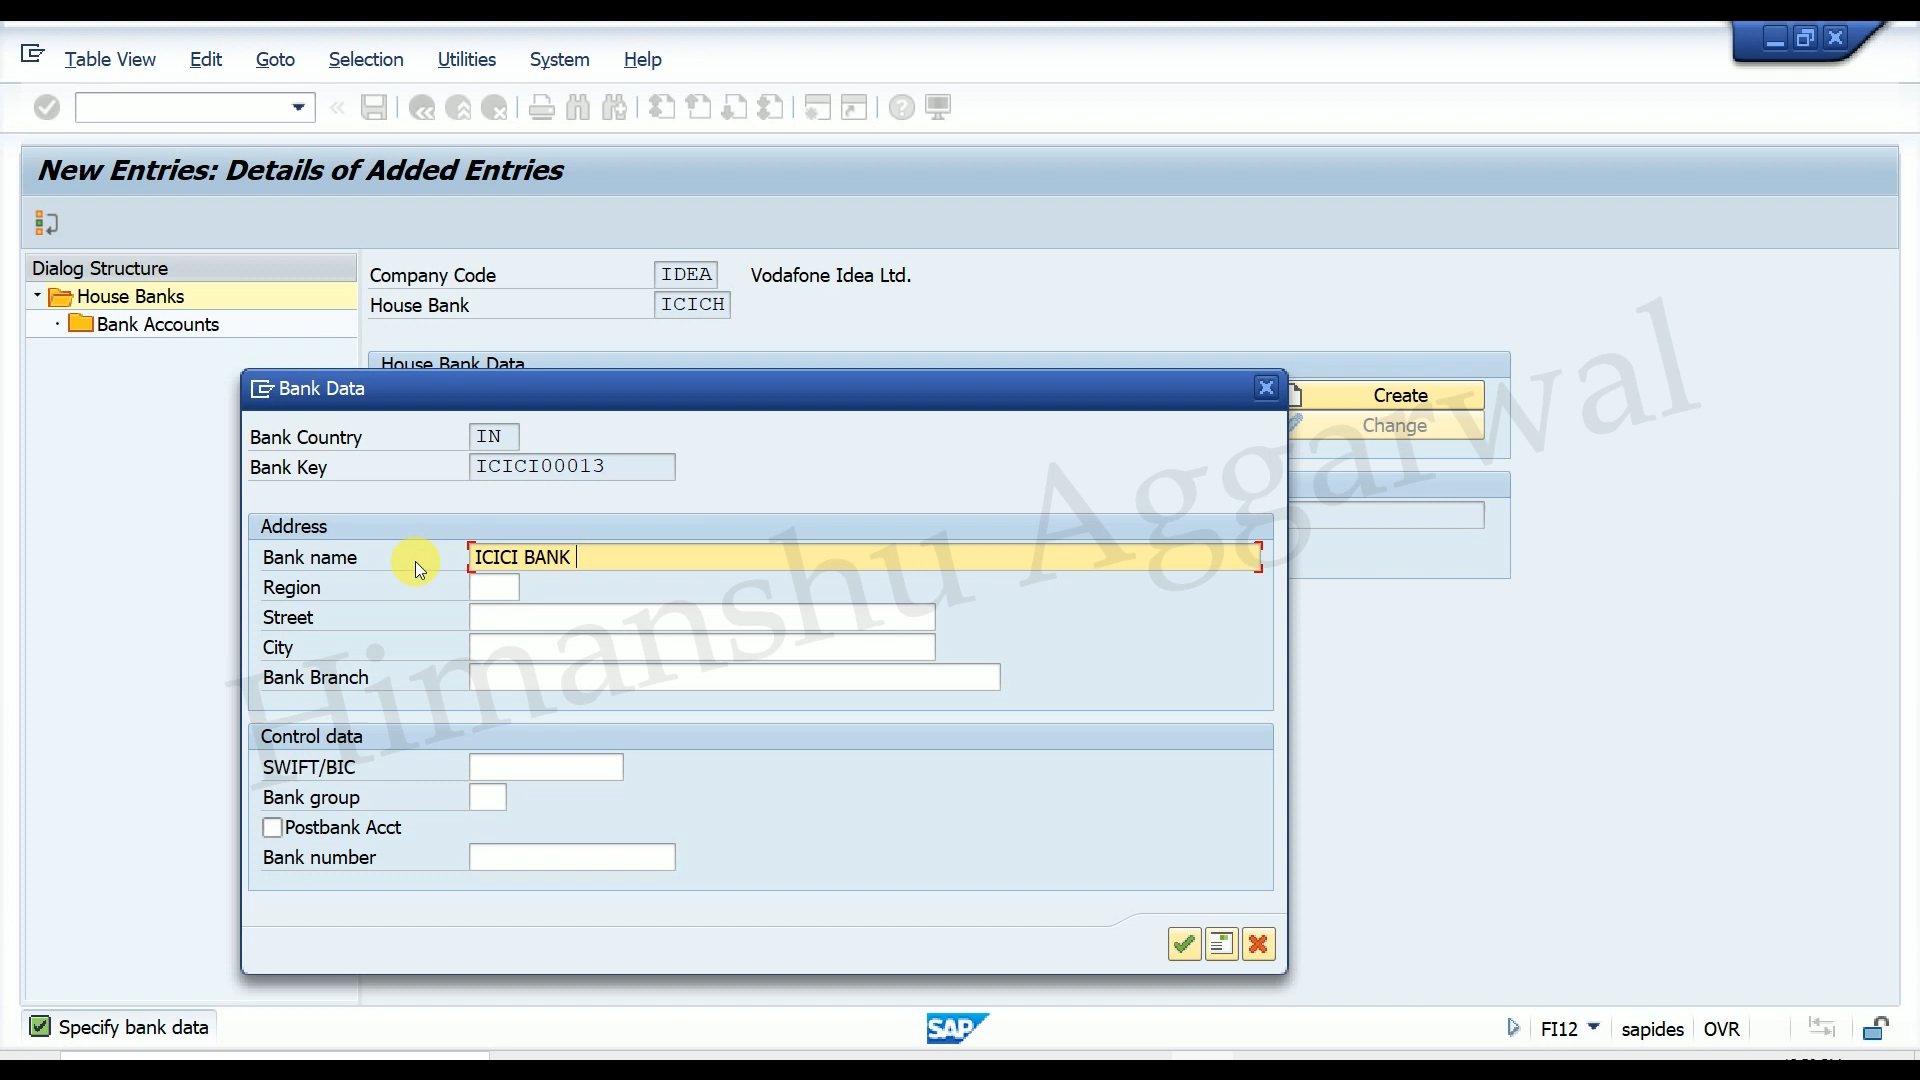 Table View Edit Goto Selection Utilities System Help
New Entries: Details of Added Entries
Dialog Structure
House Banks
Bank Accounts
Company Code IDEA Vodafone Idea Ltd.
House Bank ICICH
House Bank Data
Create
Change
Bank Data
Bank Country IN
Bank Key ICICI00013
Address
Bank name ICICI BANK
Region
Street
City
Bank Branch
Control data
SWIFT/BIC
Bank group
Postbank Acct
Bank number
Himanshu Aggarwal
Specify bank data
SAP
FI12 sapides OVR